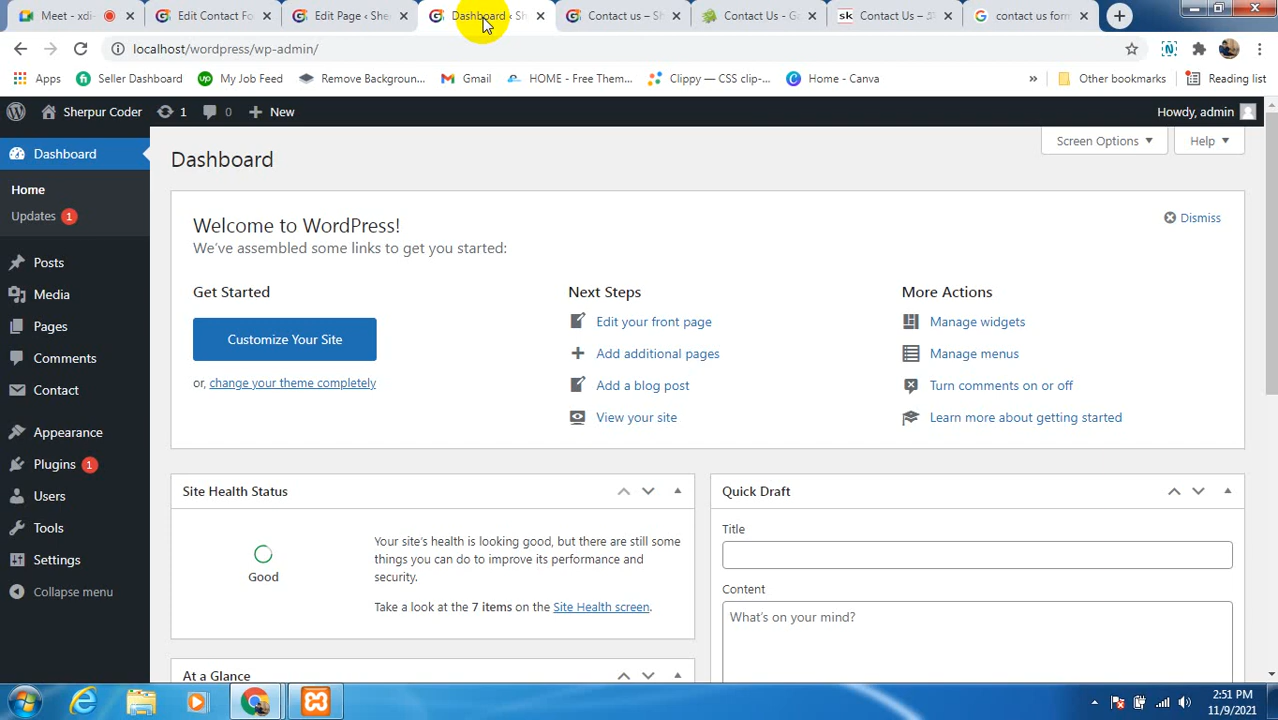 Meet - xdi
Edit Contact Fo
Edit Page ‹ She
Dashboard ‹ Sh
Contact us – Sh
Contact Us - G
sk Contact Us –
contact us form
localhost/wordpress/wp-admin/
Apps
Seller Dashboard
My Job Feed
Remove Backgroun...
Gmail
HOME - Free Them...
Clippy — CSS clip-...
Home - Canva
»
Other bookmarks
Reading list
Sherpur Coder
1
0
New
Howdy, admin
Dashboard
Home
Updates 1
Posts
Media
Pages
Comments
Contact
Appearance
Plugins 1
Users
Tools
Settings
Collapse menu
Screen Options
Help
Dashboard
Welcome to WordPress!
We've assembled some links to get you started:
Dismiss
Get Started
Customize Your Site
or, change your theme completely
Next Steps
Edit your front page
Add additional pages
Add a blog post
View your site
More Actions
Manage widgets
Manage menus
Turn comments on or off
Learn more about getting started
Site Health Status
Good
Your site's health is looking good, but there are still some
things you can do to improve its performance and
security.
Take a look at the 7 items on the Site Health screen.
At a Glance
Quick Draft
Title
Content
What's on your mind?
2:51 PM
11/9/2021